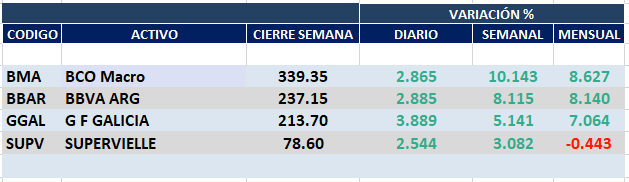 VARIACIÓN %
CODIGO ACTIVO CIERRE SEMANA DIARIO SEMANAL MENSUAL
BMA BCO Macro 339.35 2.865 10.143 8.627
BBAR BBVA ARG 237.15 2.885 8.115 8.140
GGAL G F GALICIA 213.70 3.889 5.141 7.064
SUPV SUPERVIELLE 78.60 2.544 3.082 -0.443